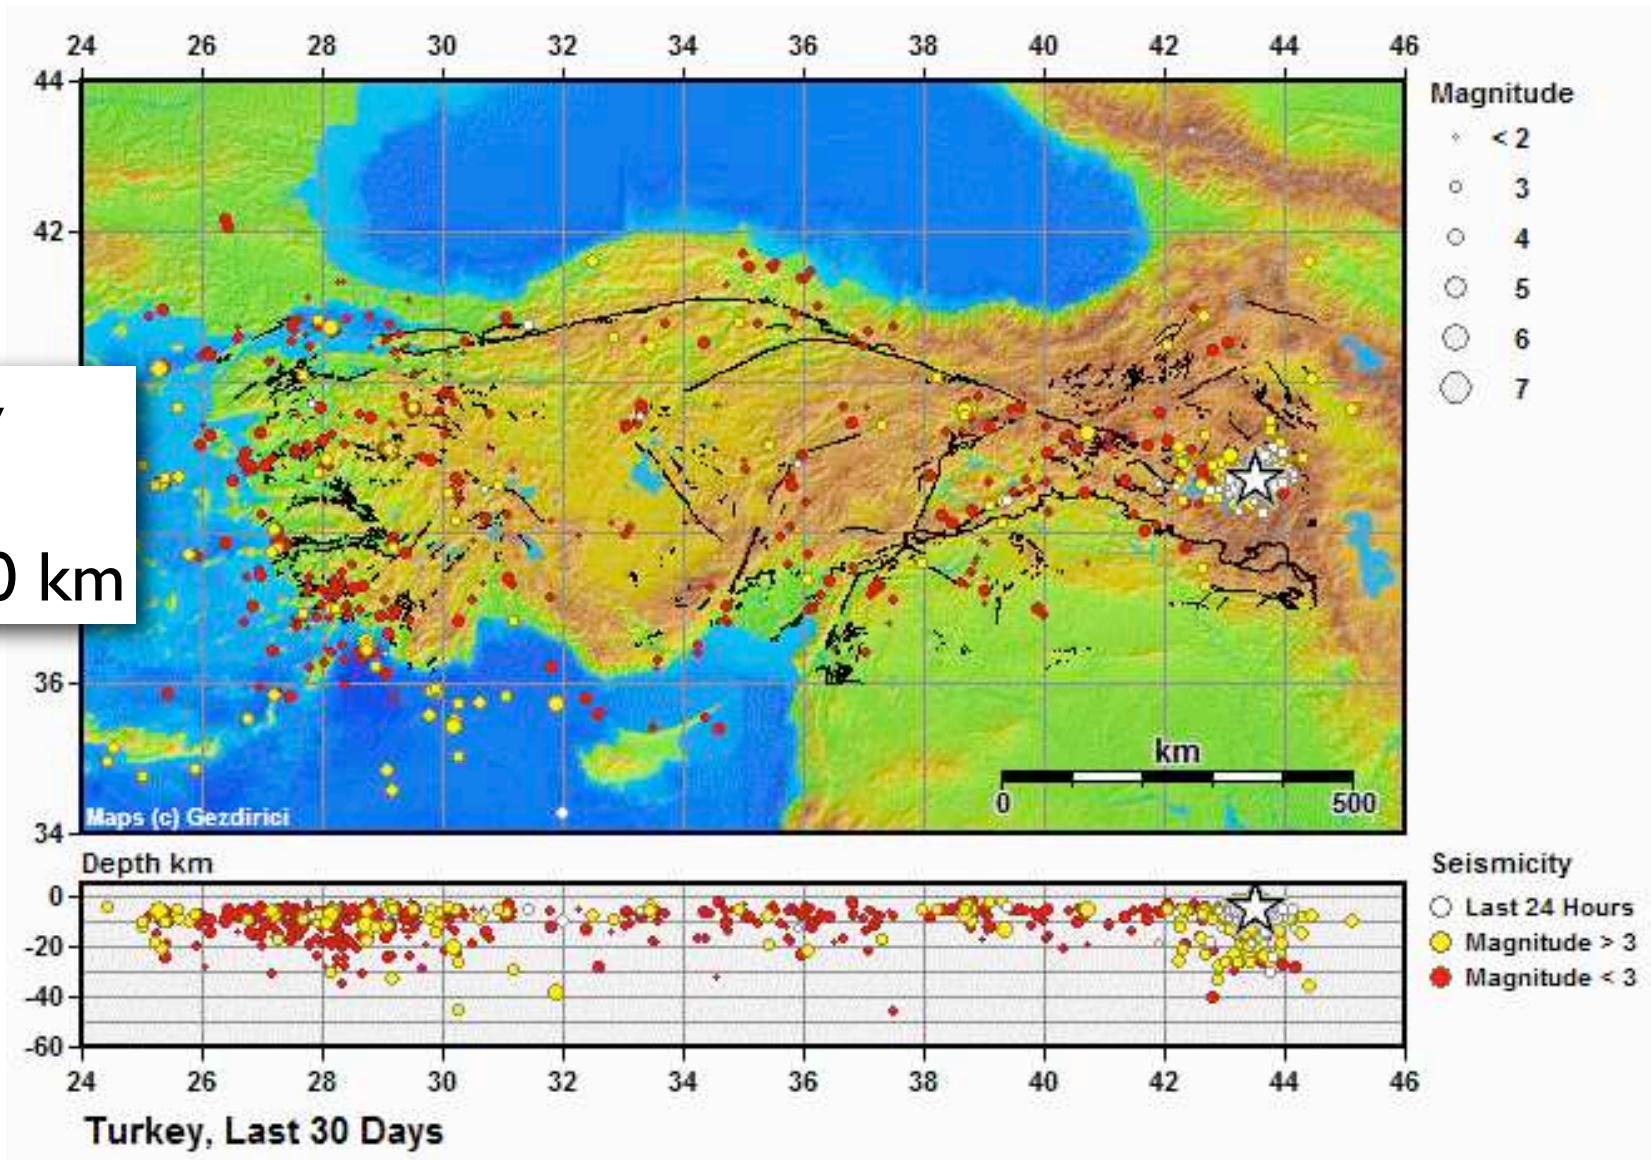 24 26 28 30 32 34 36 38 40 42 44 46
44
42
36
34
0 km
Magnitude
< 2
3
4
5
6
7
km
0 500
Maps (c) Gezdirici
Depth km
0
-20
-40
-60
24 26 28 30 32 34 36 38 40 42 44 46
Seismicity
Last 24 Hours
Magnitude > 3
Magnitude < 3
Turkey, Last 30 Days